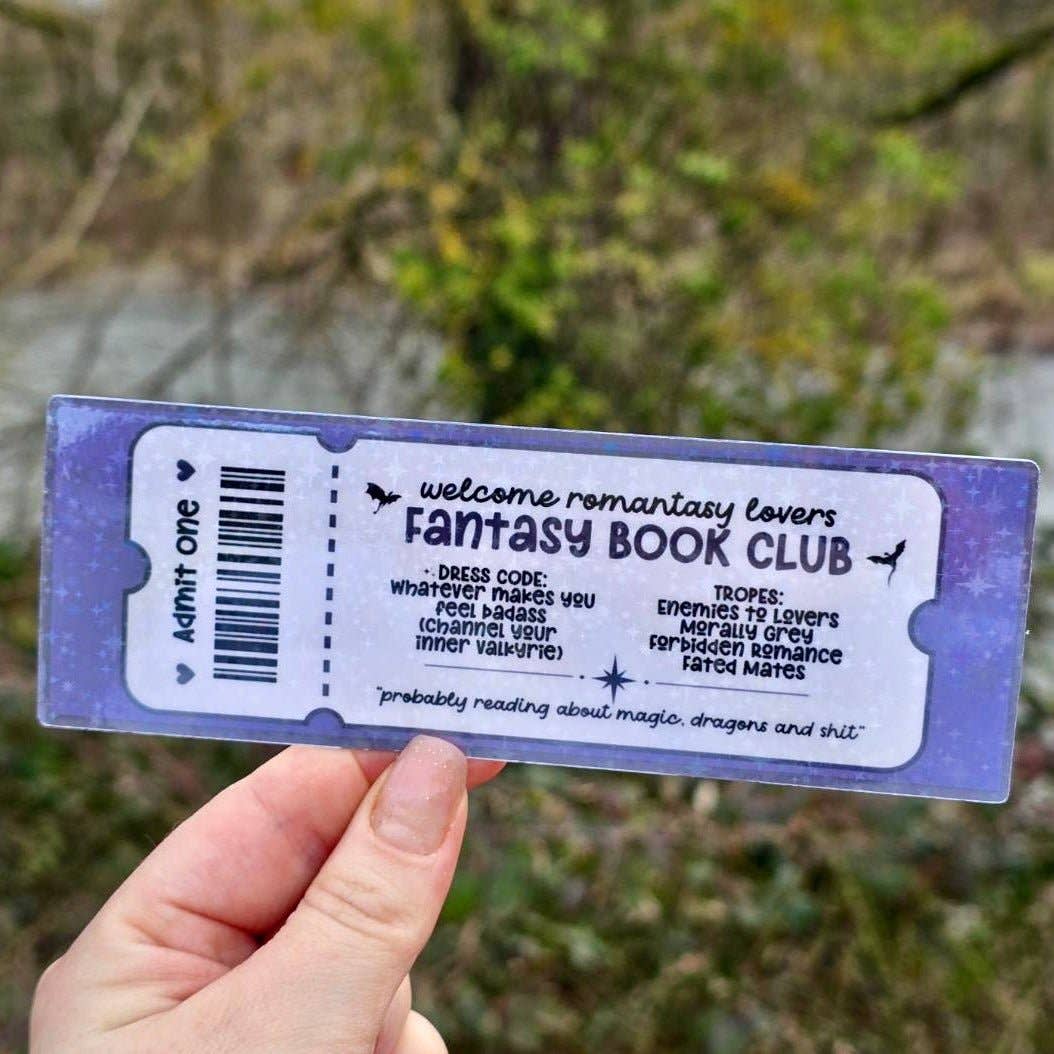 Admit One
welcome romantasy lovers
Fantasy BOOK CLUB
DRESS CODE:
Whatever makes you
feel badass
(Channel your
inner Valkyrie)
TROPES:
Enemies to Lovers
Morally Grey
Forbidden Romance
Fated Mates
"probably reading about magic, dragons and shit"